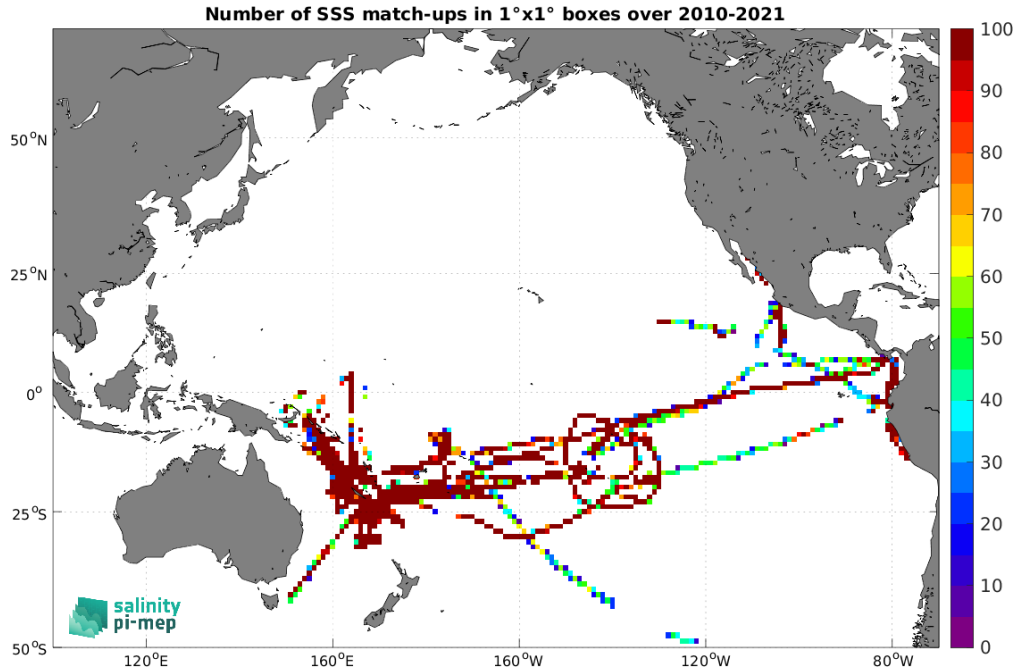 Number of SSS match-ups in 1°x1° boxes over 2010-2021
100
90
80
70
60
50
40
30
20
10
0
50°N
25°N
0°
25°S
50°S
120°E
160°E
160°W
120°W
80°W
salinity
pi-mep